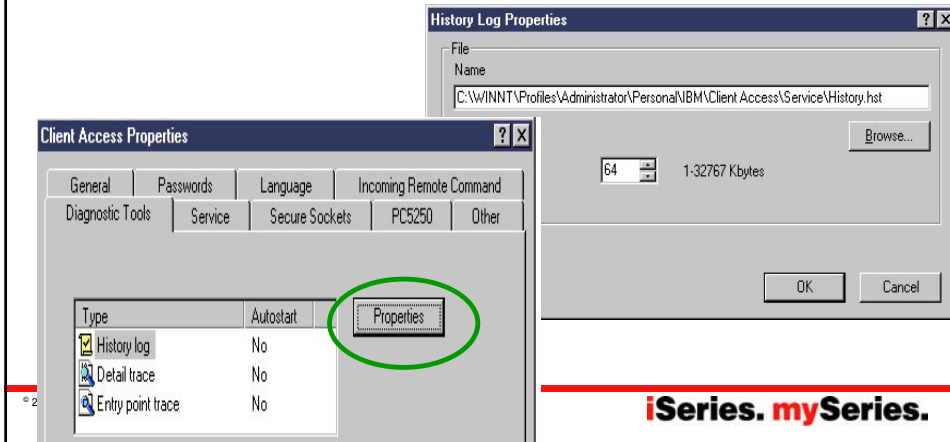 History Log Properties
File
Name
C:\WINNT\Profiles\Administrator\Personal\IBM\Client Access\Service\History.hst
Browse...
64 1-32767 Kbytes
OK Cancel
Client Access Properties
General Passwords Language Incoming Remote Command
Diagnostic Tools Service Secure Sockets PC5250 Other
Type Autostart
Properties
History log No
Detail trace No
Entry point trace No
© 2
iSeries. mySeries.